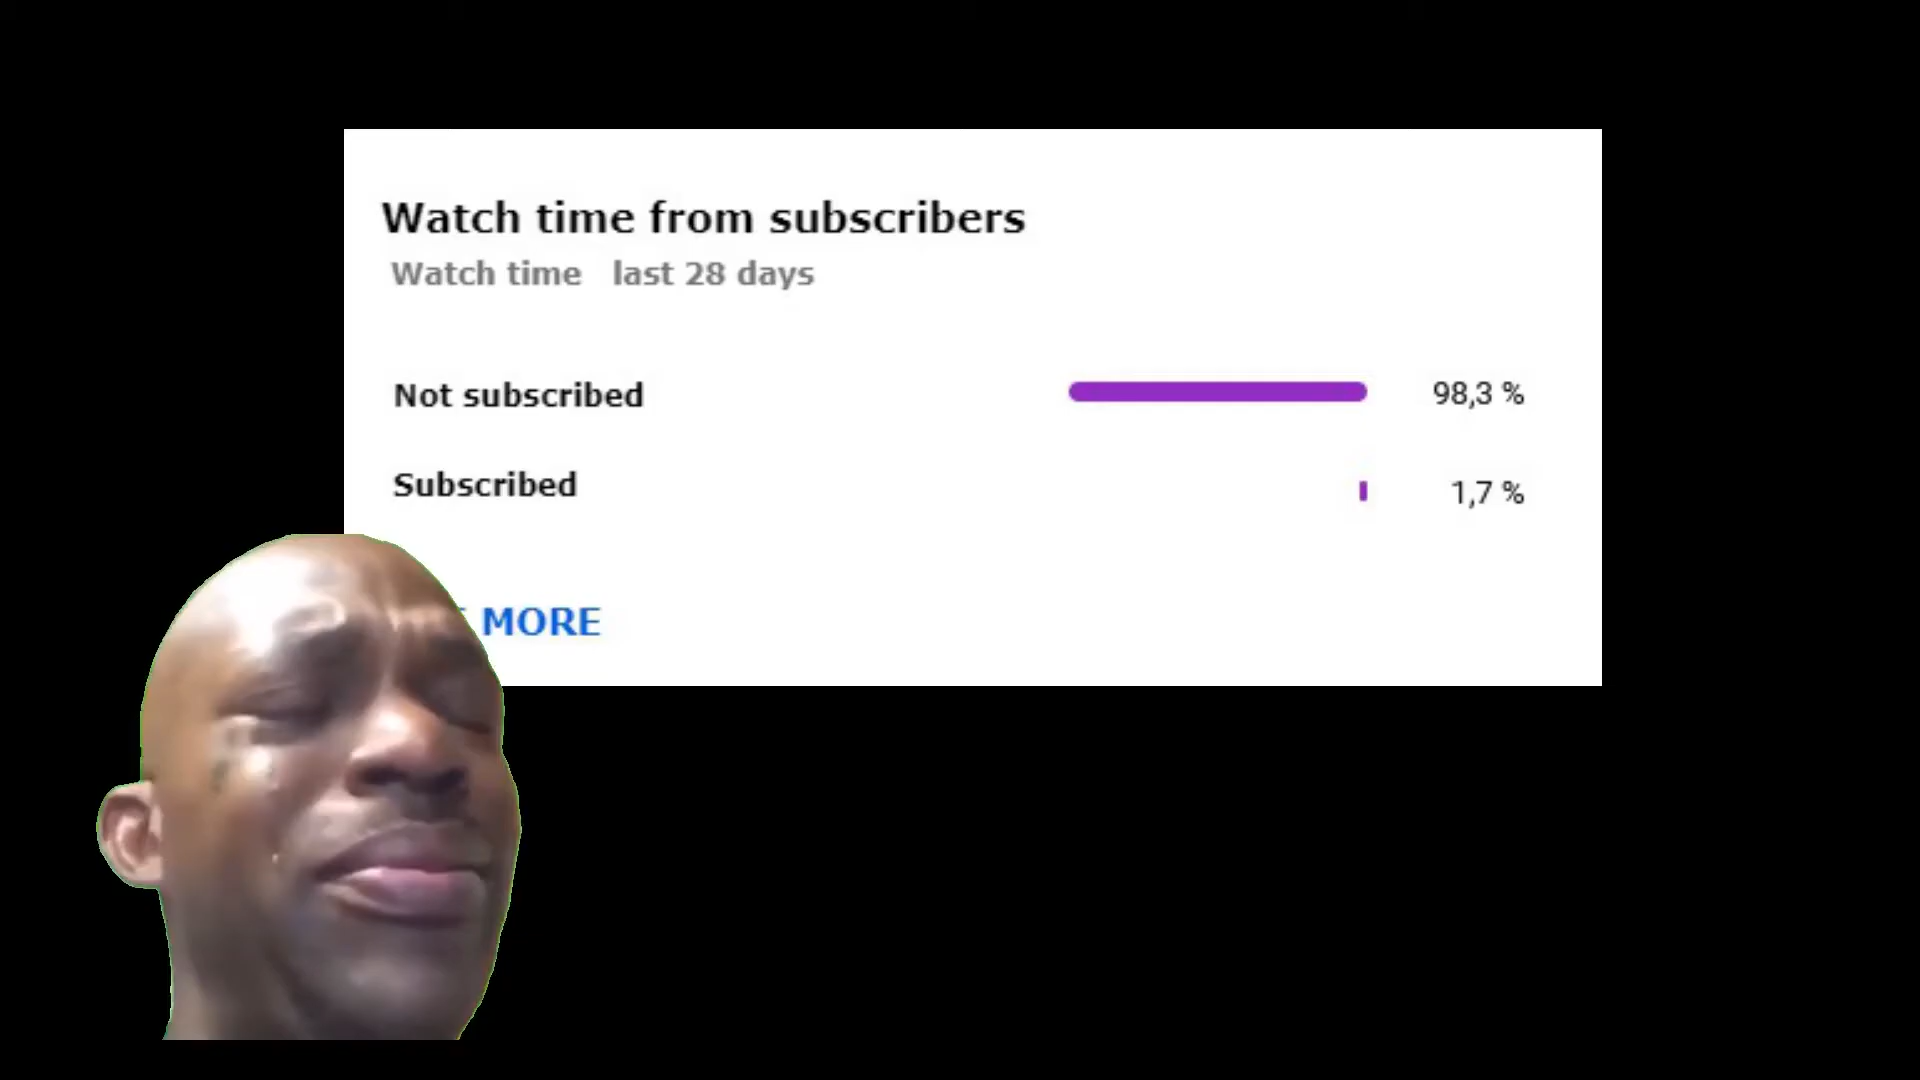 Watch time from subscribers
Watch time last 28 days
Not subscribed 98,3 %
Subscribed 1,7 %
MORE